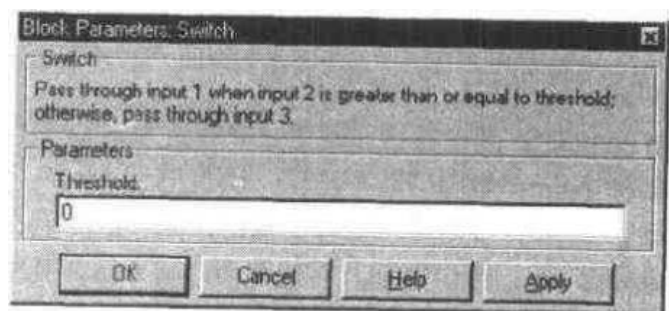 Block Parameters: Switch
Switch
Pass through input 1 when input 2 is greater than or equal to threshold;
otherwise, pass through input 3.
Parameters
Threshold:
0
OK
Cancel
Help
Apply